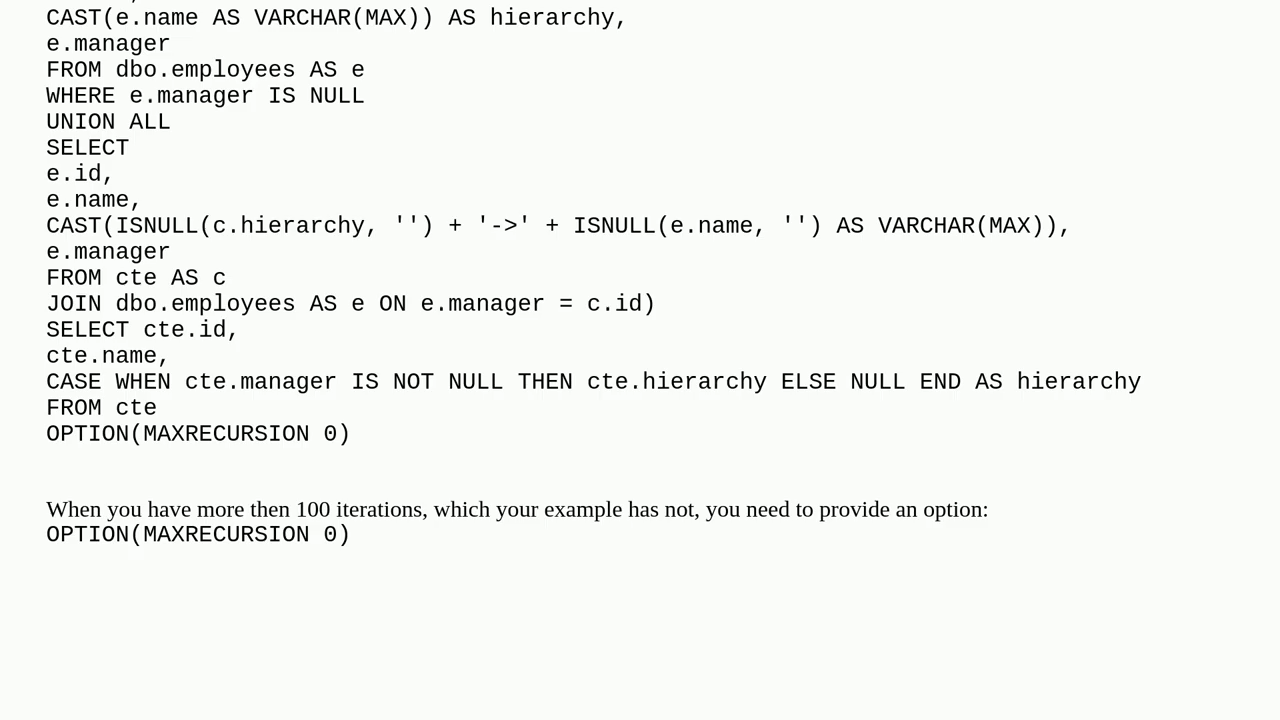 CAST(e.name AS VARCHAR(MAX)) AS hierarchy,
e.manager
FROM dbo.employees AS e
WHERE e.manager IS NULL
UNION ALL
SELECT
e.id,
e.name,
CAST(ISNULL(c.hierarchy, '') + '->' + ISNULL(e.name, '') AS VARCHAR(MAX)),
e.manager
FROM cte AS c
JOIN dbo.employees AS e ON e.manager = c.id)
SELECT cte.id,
cte.name,
CASE WHEN cte.manager IS NOT NULL THEN cte.hierarchy ELSE NULL END AS hierarchy
FROM cte
OPTION(MAXRECURSION 0)
When you have more then 100 iterations, which your example has not, you need to provide an option:
OPTION(MAXRECURSION 0)